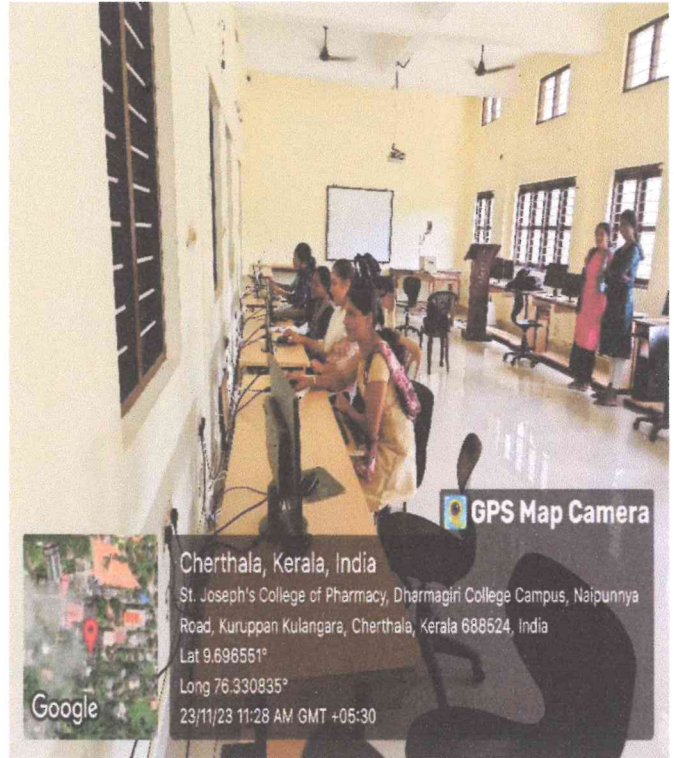 GPS Map Camera
Cherthala, Kerala, India
St. Joseph's College of Pharmacy, Dharmagiri College Campus, Naipunnya
Road, Kuruppan Kulangara, Cherthala, Kerala 688524, India
Lat 9.696551°
Long 76.330835°
23/11/23 11:28 AM GMT +05:30
Google